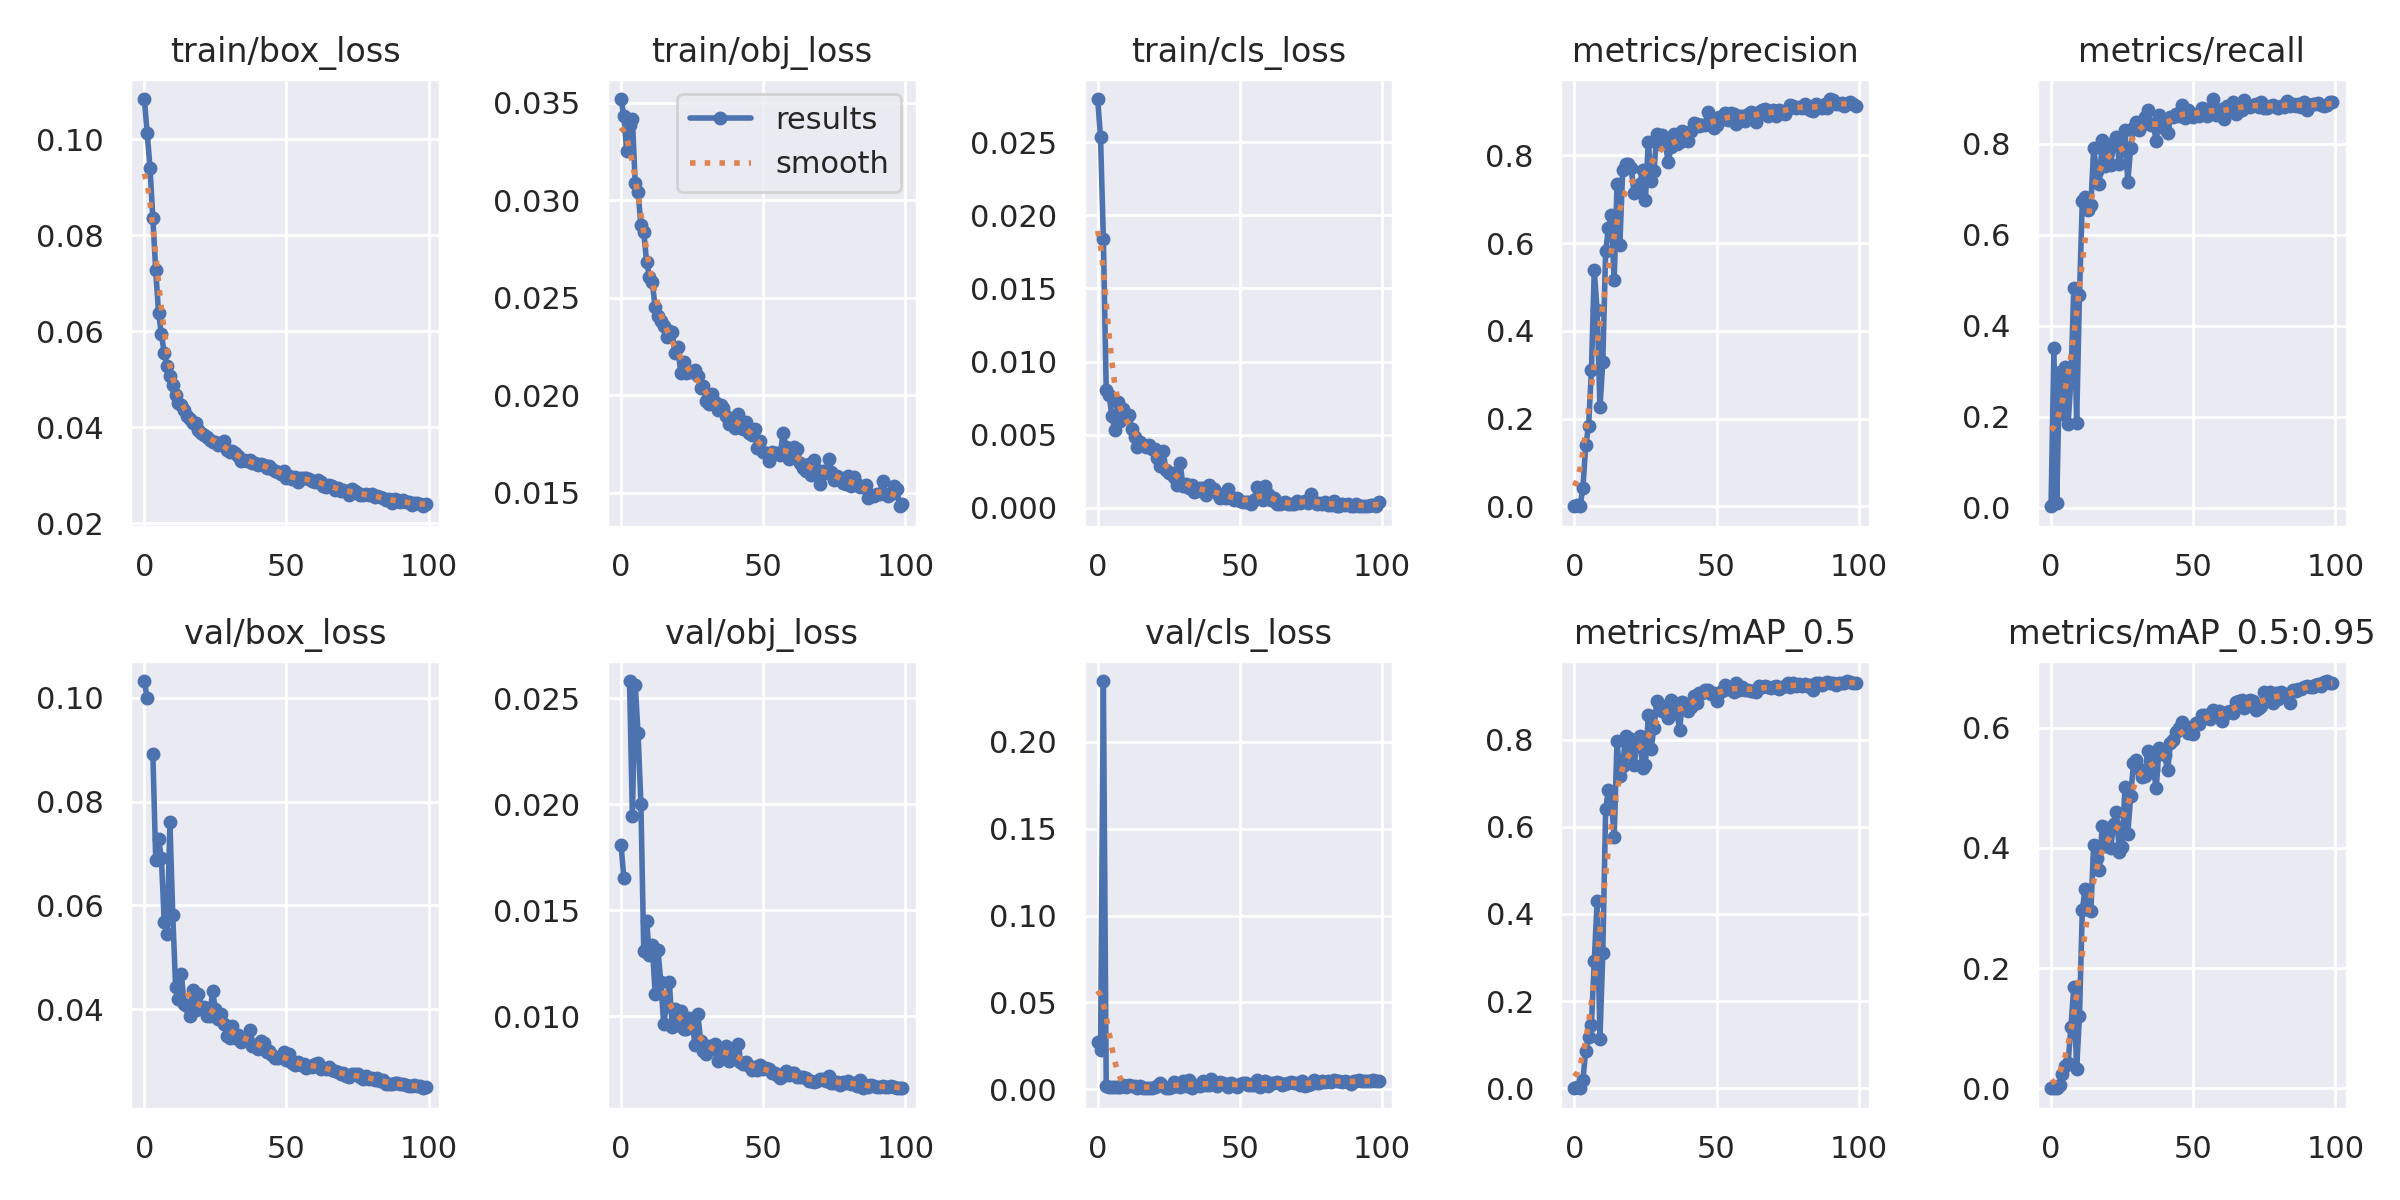 train/box_loss
0.10
0.08
0.06
0.04
0.02
0 50 100
train/obj_loss
results
smooth
0.035
0.030
0.025
0.020
0.015
0 50 100
train/cls_loss
0.025
0.020
0.015
0.010
0.005
0.000
0 50 100
metrics/precision
0.8
0.6
0.4
0.2
0.0
0 50 100
metrics/recall
0.8
0.6
0.4
0.2
0.0
0 50 100
val/box_loss
0.10
0.08
0.06
0.04
0 50 100
val/obj_loss
0.025
0.020
0.015
0.010
0 50 100
val/cls_loss
0.20
0.15
0.10
0.05
0.00
0 50 100
metrics/mAP_0.5
0.8
0.6
0.4
0.2
0.0
0 50 100
metrics/mAP_0.5:0.95
0.6
0.4
0.2
0.0
0 50 100